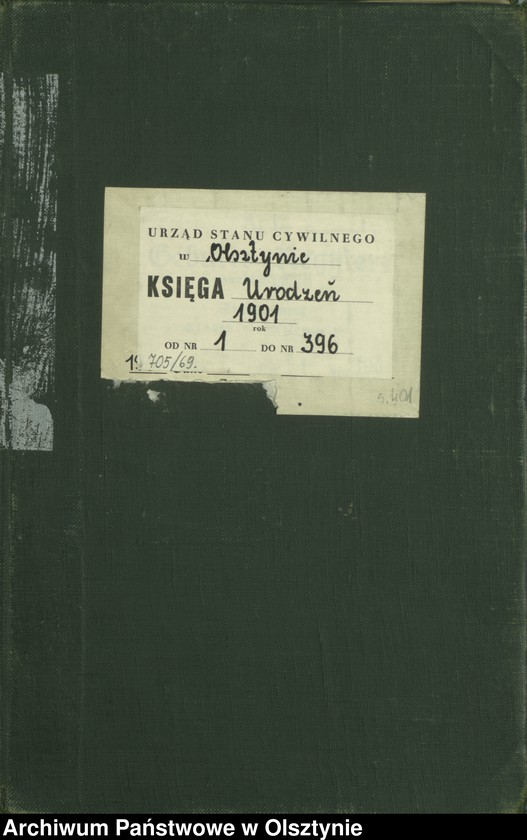 URZĄD STANU CYWILNEGO
w Olsztynie
KSIĘGA Urodzeń
1901
rok
OD NR 1 DO NR 396
705/69.
s. 401
Archiwum Państwowe w Olsztynie